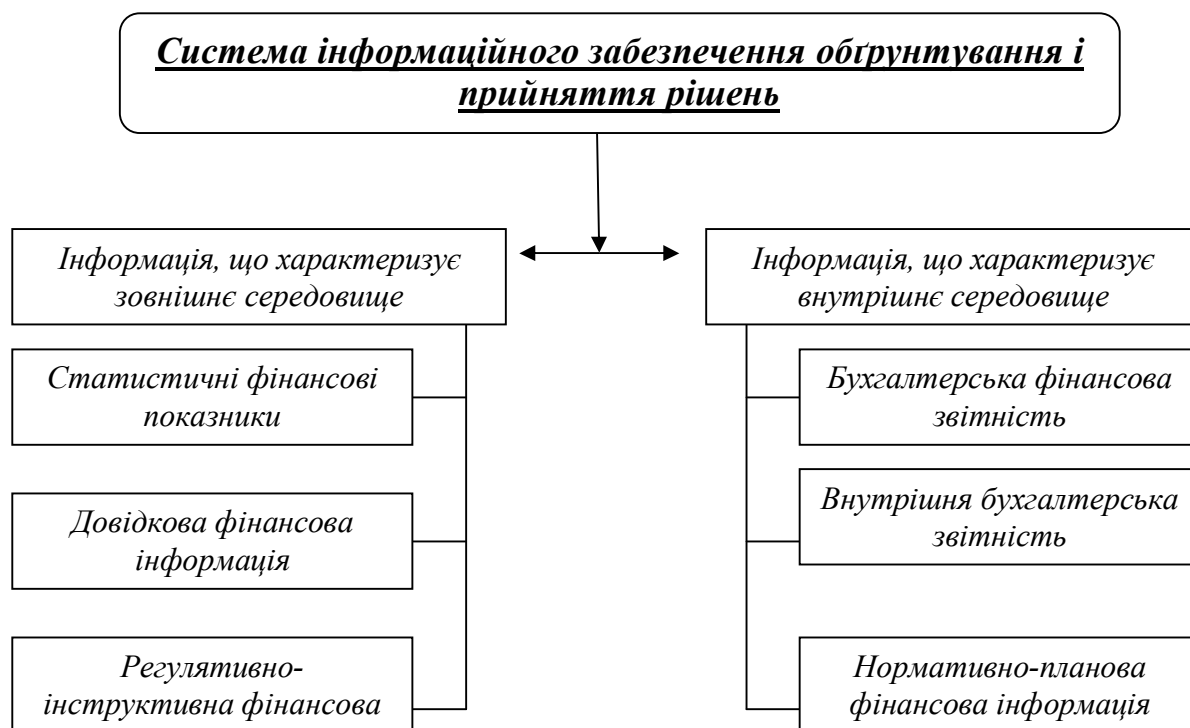 Система інформаційного забезпечення обґрунтування і
прийняття рішень
Інформація, що характеризує
зовнішнє середовище
Інформація, що характеризує
внутрішнє середовище
Статистичні фінансові
показники
Бухгалтерська фінансова
звітність
Довідкова фінансова
інформація
Внутрішня бухгалтерська
звітність
Регулятивно-
інструктивна фінансова
Нормативно-планова
фінансова інформація